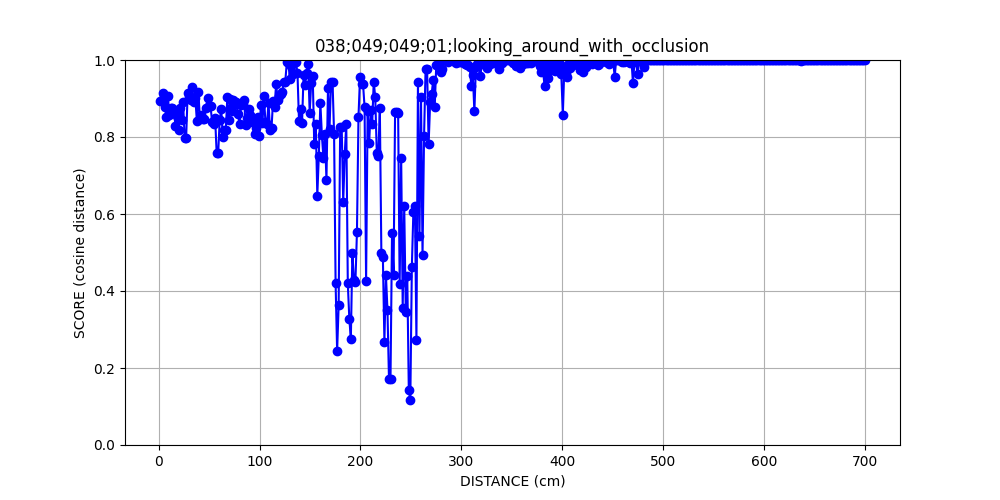 038;049;049;01;looking_around_with_occlusion
1.0
0.8
0.6
0.4
0.2
0.0
SCORE (cosine distance)
0 100 200 300 400 500 600 700
DISTANCE (cm)